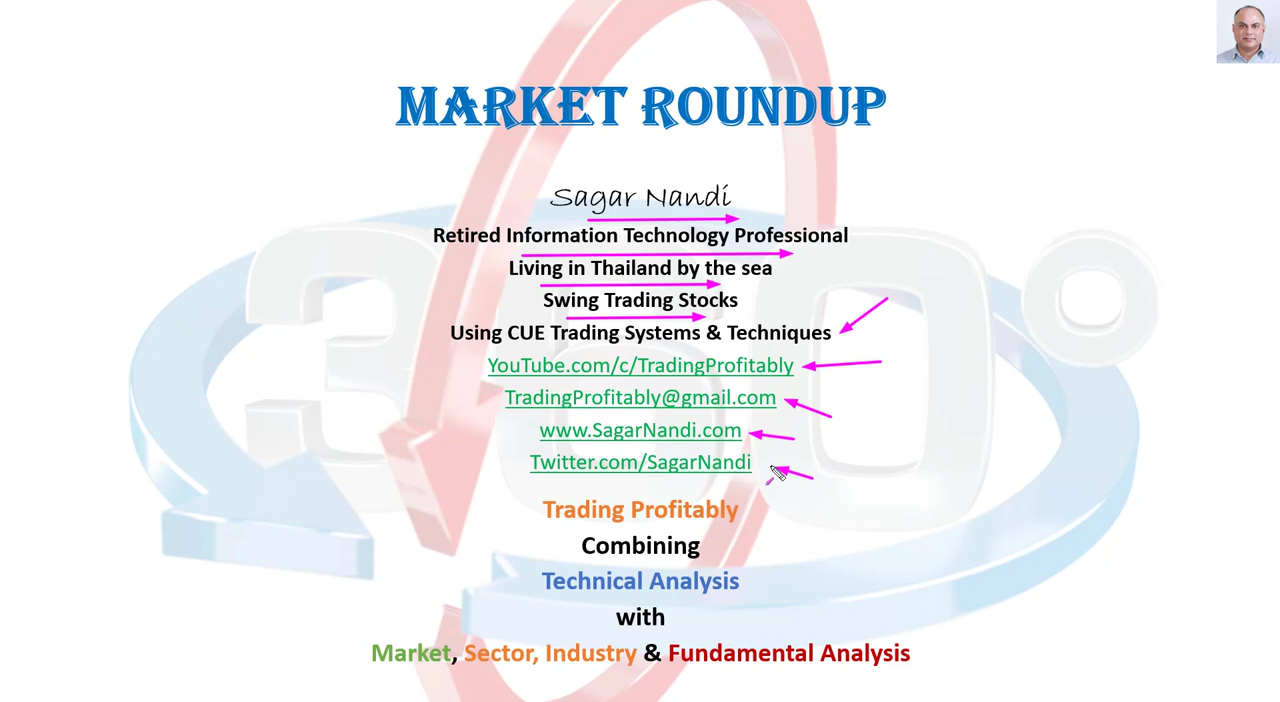 MARKET ROUNDUP
Sagar Nandi
Retired Information Technology Professional
Living in Thailand by the sea
Swing Trading Stocks
Using CUE Trading Systems & Techniques
YouTube.com/c/TradingProfitably
TradingProfitably@gmail.com
www.SagarNandi.com
Twitter.com/SagarNandi
Trading Profitably
Combining
Technical Analysis
with
Market, Sector, Industry & Fundamental Analysis
360°